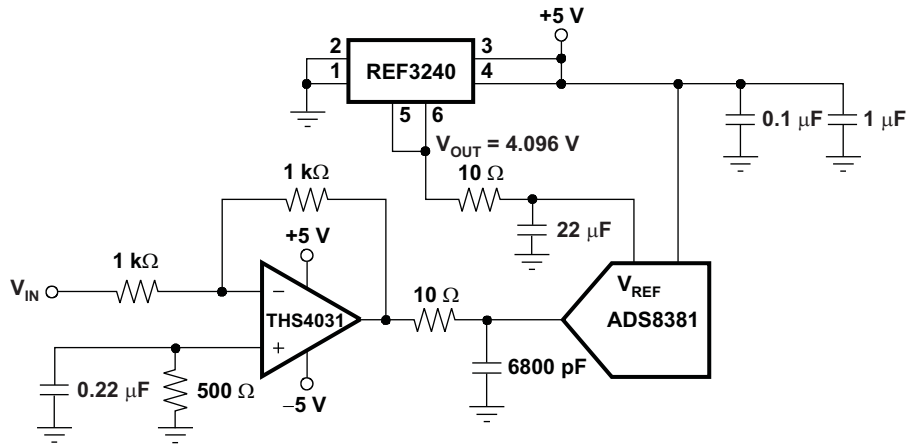 +5 V
2
3
REF3240
1
4
5
6
0.1 μF
1 μF
V_OUT = 4.096 V
1 kΩ
10 Ω
22 μF
+5 V
1 kΩ
V_IN
−
THS4031
+
10 Ω
V_REF
ADS8381
6800 pF
0.22 μF
500 Ω
−5 V